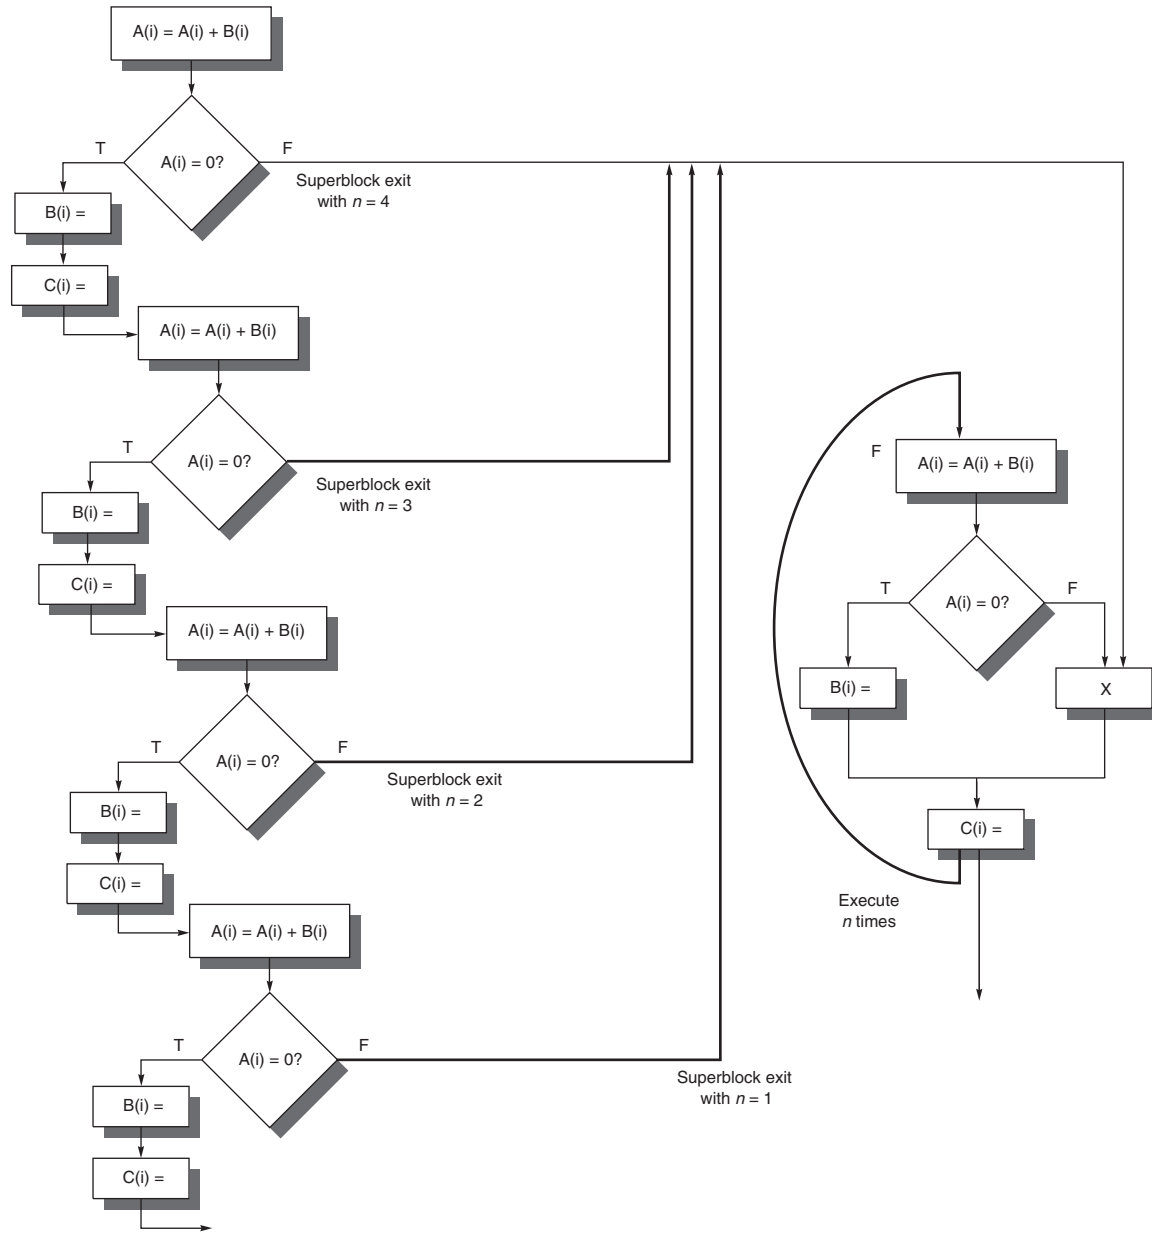 A(i) = A(i) + B(i)
A(i) = 0?
T
F
Superblock exit
with n = 4
B(i) =
C(i) =
A(i) = A(i) + B(i)
A(i) = 0?
T
Superblock exit
with n = 3
B(i) =
C(i) =
A(i) = A(i) + B(i)
A(i) = 0?
T
F
Superblock exit
with n = 2
B(i) =
C(i) =
A(i) = A(i) + B(i)
A(i) = 0?
T
F
Superblock exit
with n = 1
B(i) =
C(i) =
F
A(i) = A(i) + B(i)
A(i) = 0?
T
F
B(i) =
X
C(i) =
Execute
n times